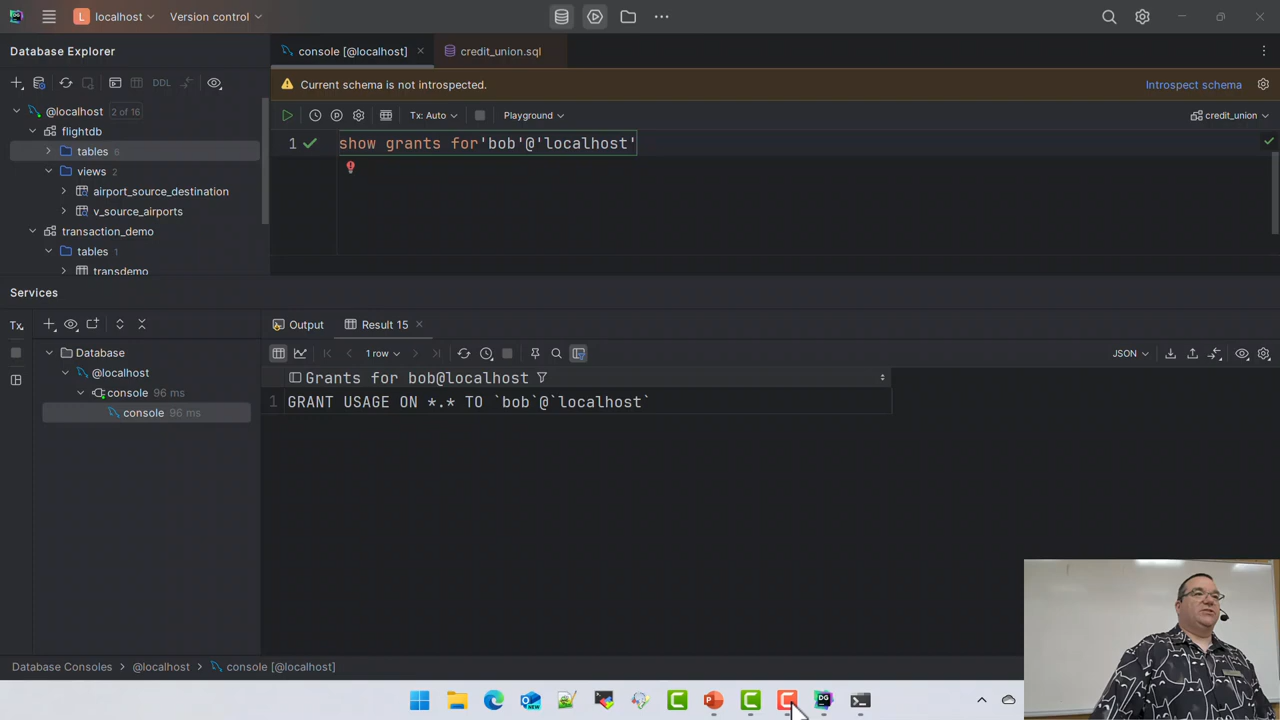 L localhost Version control
Database Explorer
console [@localhost]
credit_union.sql
Current schema is not introspected.
Introspect schema
DDL
Tx: Auto
Playground
credit_union
@localhost 2 of 16
flightdb
tables 6
views 2
airport_source_destination
v_source_airports
transaction_demo
tables 1
transdemo
1 show grants for'bob'@'localhost'
Services
Tx
Output
Result 15
Database
@localhost
console 96 ms
console 96 ms
1 row
JSON
Grants for bob@localhost
1 GRANT USAGE ON *.* TO `bob`@`localhost`
Database Consoles > @localhost > console [@localhost]
NEW
DG